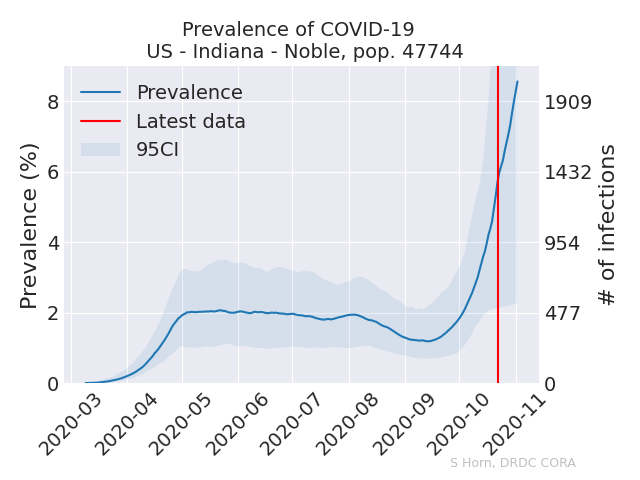 Prevalence of COVID-19
US - Indiana - Noble, pop. 47744
Prevalence
Latest data
95CI
Prevalence (%)
8
6
4
2
0
1909
1432
954
477
0
# of infections
2020-03
2020-04
2020-05
2020-06
2020-07
2020-08
2020-09
2020-10
2020-11
S Horn, DRDC CORA